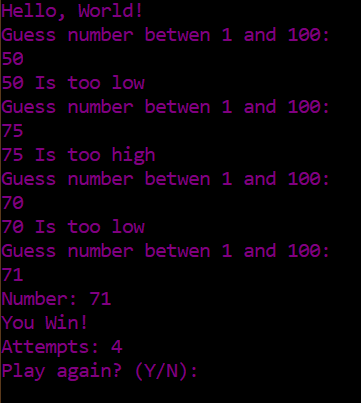 Hello, World!
Guess number betwen 1 and 100:
50
50 Is too low
Guess number betwen 1 and 100:
75
75 Is too high
Guess number betwen 1 and 100:
70
70 Is too low
Guess number betwen 1 and 100:
71
Number: 71
You Win!
Attempts: 4
Play again? (Y/N):